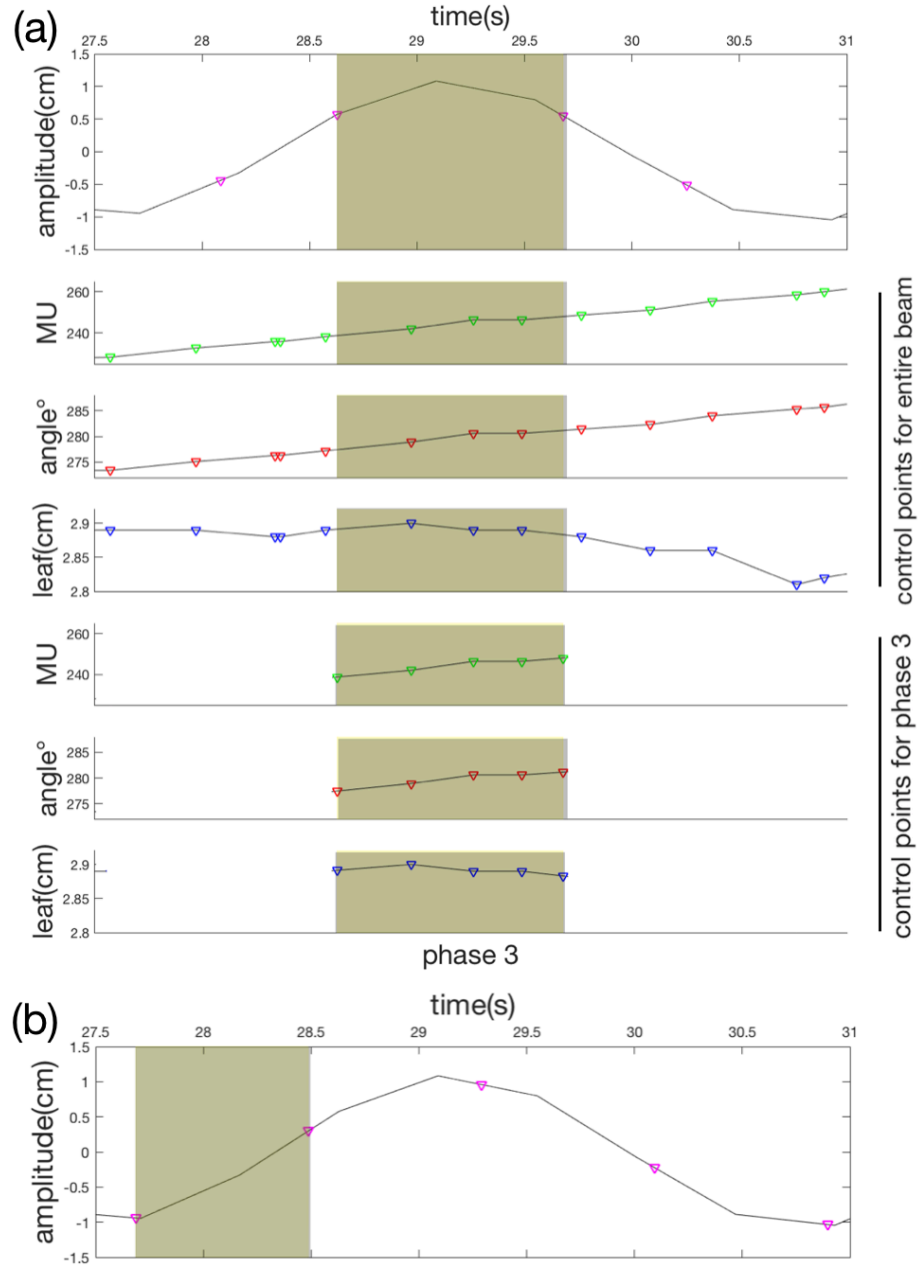 (a)
time(s)
27.5 28 28.5 29 29.5 30 30.5 31
amplitude(cm)
1.5
1
0.5
0
-0.5
-1
-1.5
MU
260
240
angle°
285
280
275
leaf(cm)
2.9
2.85
2.8
control points for entire beam
MU
260
240
angle°
285
280
275
leaf(cm)
2.9
2.85
2.8
control points for phase 3
phase 3
(b)
time(s)
27.5 28 28.5 29 29.5 30 30.5 31
amplitude(cm)
1.5
1
0.5
0
-0.5
-1
-1.5